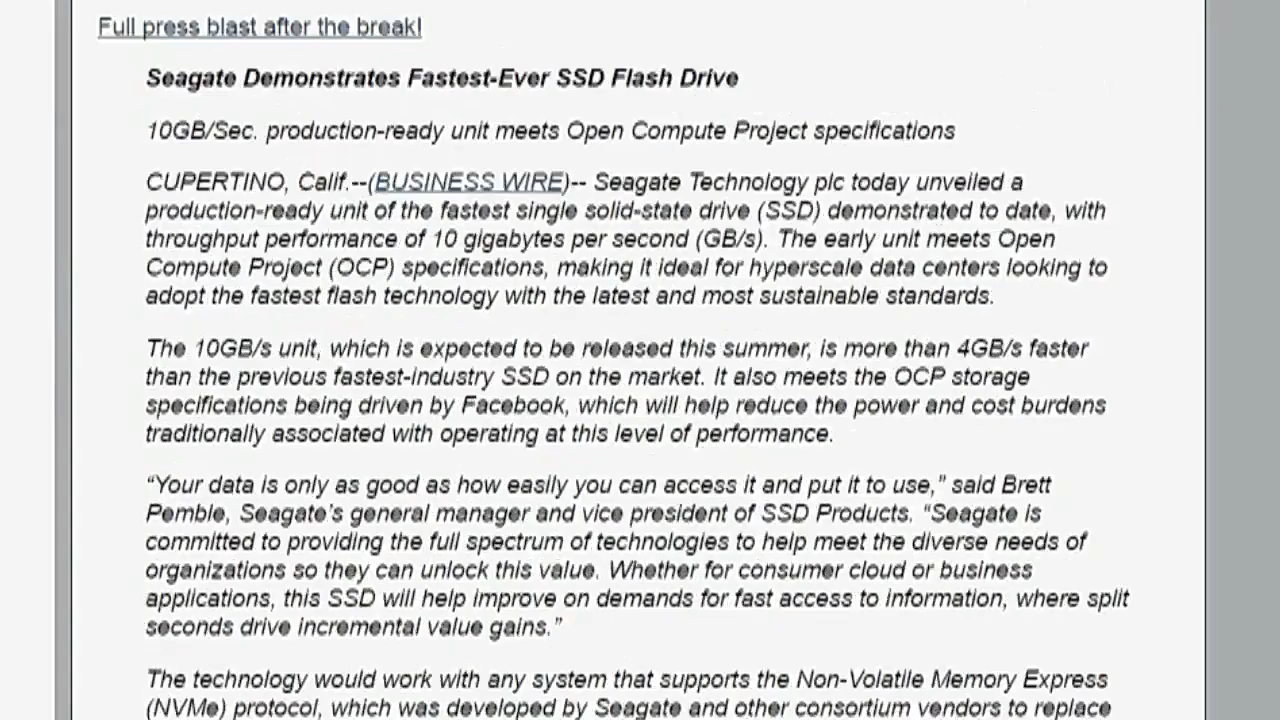 Full press blast after the break!
Seagate Demonstrates Fastest-Ever SSD Flash Drive
10GB/Sec. production-ready unit meets Open Compute Project specifications
CUPERTINO, Calif.--(BUSINESS WIRE)-- Seagate Technology plc today unveiled a
production-ready unit of the fastest single solid-state drive (SSD) demonstrated to date, with
throughput performance of 10 gigabytes per second (GB/s). The early unit meets Open
Compute Project (OCP) specifications, making it ideal for hyperscale data centers looking to
adopt the fastest flash technology with the latest and most sustainable standards.
The 10GB/s unit, which is expected to be released this summer, is more than 4GB/s faster
than the previous fastest-industry SSD on the market. It also meets the OCP storage
specifications being driven by Facebook, which will help reduce the power and cost burdens
traditionally associated with operating at this level of performance.
“Your data is only as good as how easily you can access it and put it to use,” said Brett
Pemble, Seagate’s general manager and vice president of SSD Products. “Seagate is
committed to providing the full spectrum of technologies to help meet the diverse needs of
organizations so they can unlock this value. Whether for consumer cloud or business
applications, this SSD will help improve on demands for fast access to information, where split
seconds drive incremental value gains.”
The technology would work with any system that supports the Non-Volatile Memory Express
(NVMe) protocol, which was developed by Seagate and other consortium vendors to replace